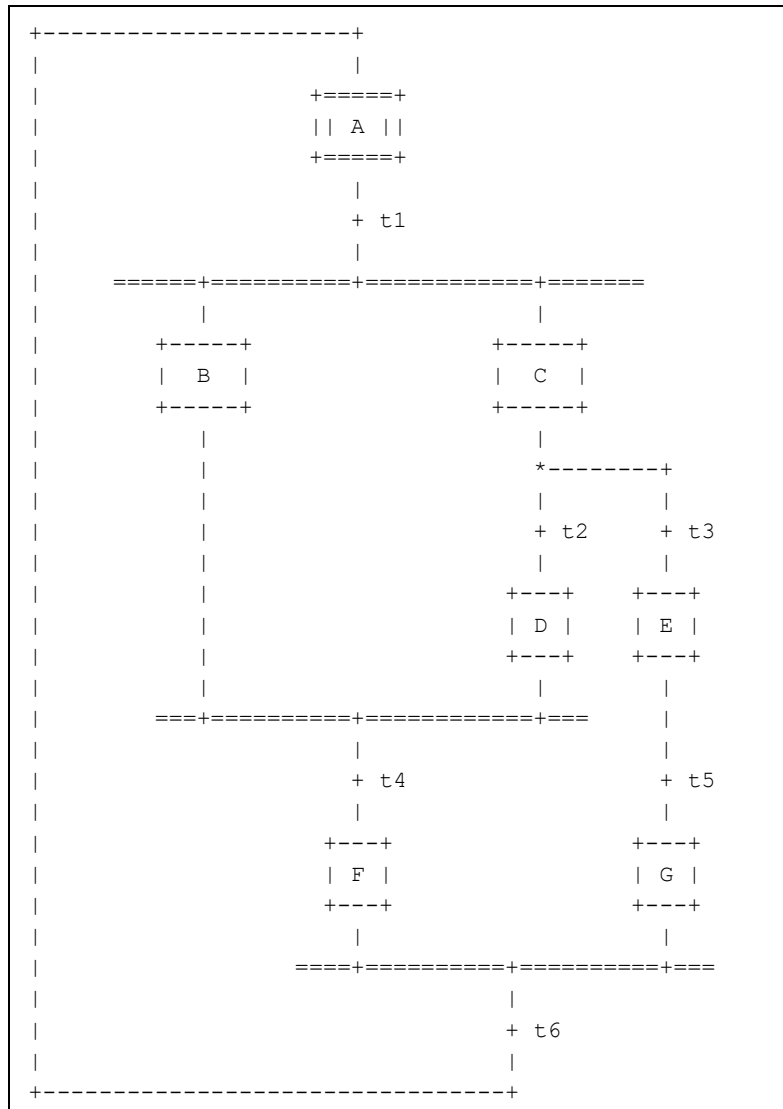 +-----------------------+
|                       |
|                    +=====+
|                    || A ||
|                    +=====+
|                       |
|                       + t1
|                       |
|     ======+==========+============+=======
|            |                       |
|         +-----+                 +-----+
|         |  B  |                 |  C  |
|         +-----+                 +-----+
|            |                       |
|            |                       *--------+
|            |                       |        |
|            |                       + t2     + t3
|            |                       |        |
|            |                     +---+    +---+
|            |                     | D |    | E |
|            |                     +---+    +---+
|            |                       |        |
|        ===+==========+============+===     |
|                       |                     |
|                       + t4                  + t5
|                       |                     |
|                     +---+                 +---+
|                     | F |                 | G |
|                     +---+                 +---+
|                       |                     |
|                  ====+==========+==========+===
|                                  |
|                                  + t6
|                                  |
+---------------------------------+